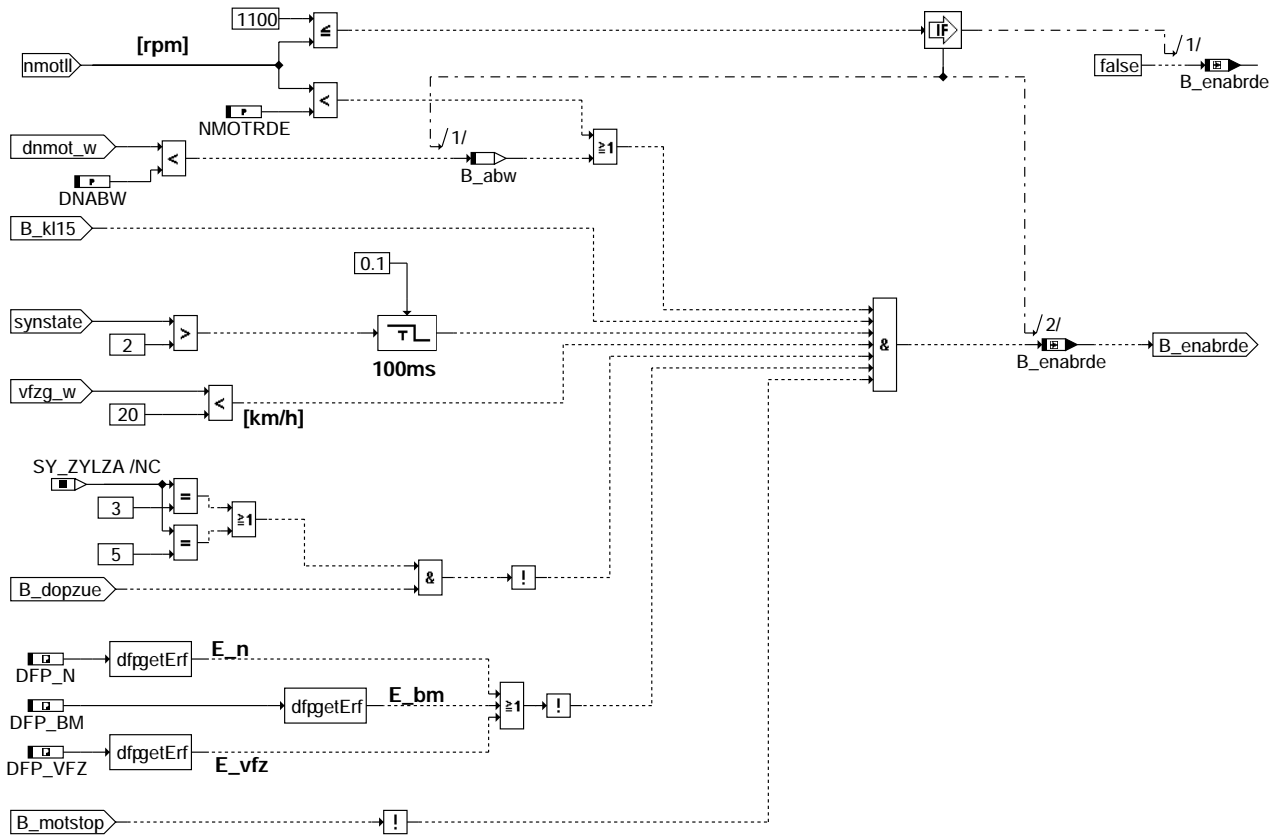 1100
≤
[rpm]
IF
/1/
nmotll
false
B_enabrde
<
P
NMOTRDE
/1/
dnmot_w
≧1
<
P
DNABW
B_abw
B_kl15
0.1
synstate
>
T
2
100ms
&
/2/
B_enabrde
B_enabrde
vfzg_w
<
20
[km/h]
SY_ZYLZA /NC
=
3
≧1
=
5
&
!
B_dopzue
DFP_N
dfpgetErf
E_n
DFP_BM
dfpgetErf
E_bm
≧1
!
DFP_VFZ
dfpgetErf
E_vfz
B_motstop
!